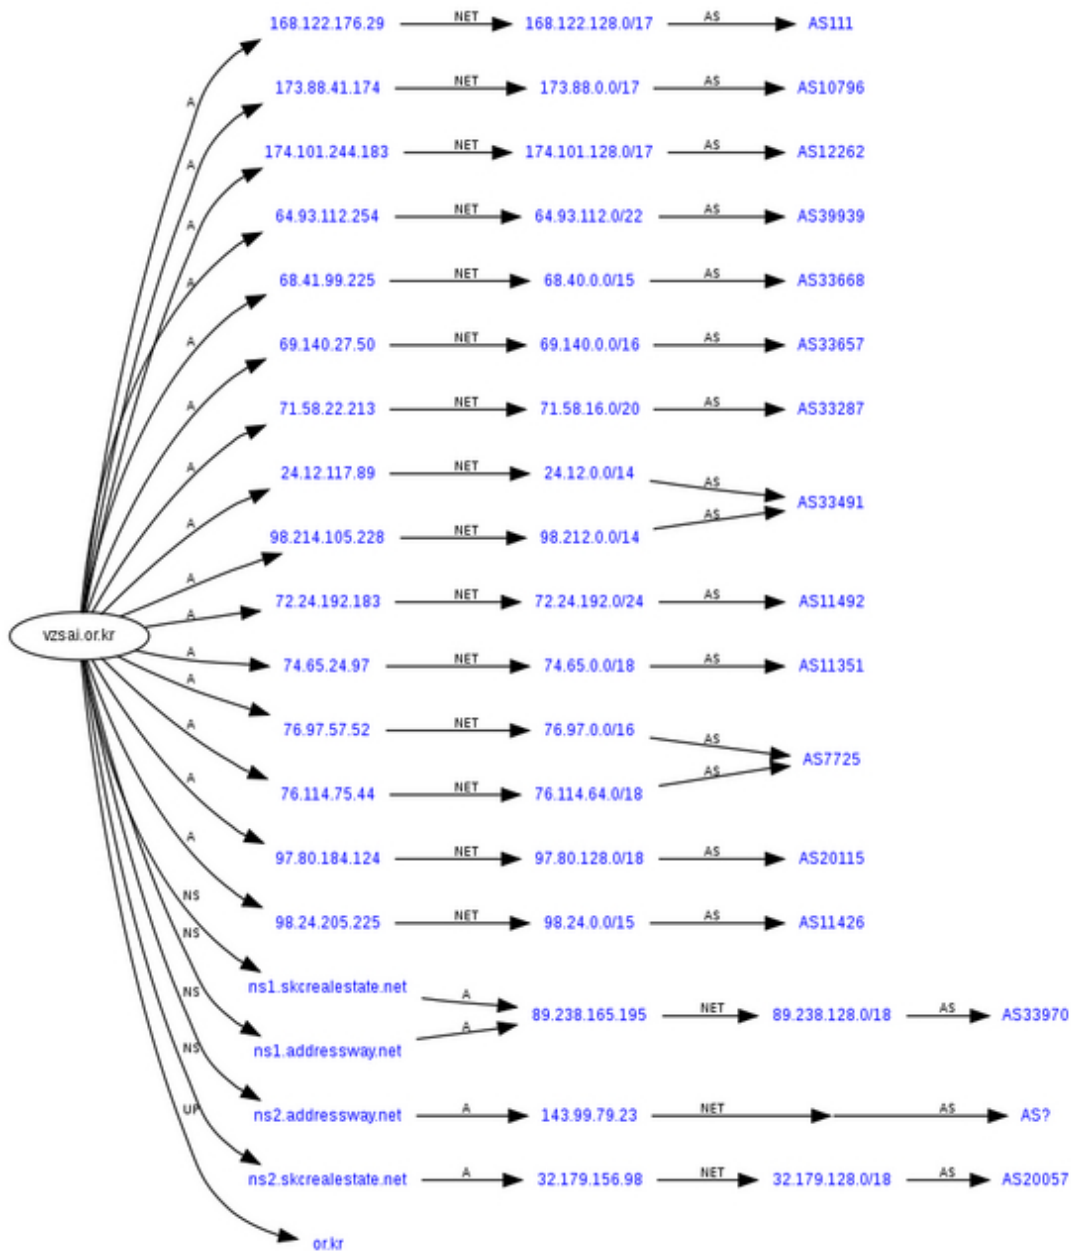 168.122.176.29 NET 168.122.128.0/17 AS AS111
A
173.88.41.174 NET 173.88.0.0/17 AS AS10796
A
174.101.244.183 NET 174.101.128.0/17 AS AS12262
A
64.93.112.254 NET 64.93.112.0/22 AS AS39939
A
68.41.99.225 NET 68.40.0.0/15 AS AS33668
A
69.140.27.50 NET 69.140.0.0/16 AS AS33657
A
71.58.22.213 NET 71.58.16.0/20 AS AS33287
A
24.12.117.89 NET 24.12.0.0/14 AS
AS33491
A
98.214.105.228 NET 98.212.0.0/14 AS
A
72.24.192.183 NET 72.24.192.0/24 AS AS11492
A
vzsai.or.kr
A
74.65.24.97 NET 74.65.0.0/18 AS AS11351
A
76.97.57.52 NET 76.97.0.0/16 AS
A
AS7725
76.114.75.44 NET 76.114.64.0/18 AS
A
97.80.184.124 NET 97.80.128.0/18 AS AS20115
A
98.24.205.225 NET 98.24.0.0/15 AS AS11426
NS
ns1.skcrealestate.net A
NS
89.238.165.195 NET 89.238.128.0/18 AS AS33970
NS
ns1.addressway.net A
NS
ns2.addressway.net A 143.99.79.23 NET AS AS?
UP
ns2.skcrealestate.net A 32.179.156.98 NET 32.179.128.0/18 AS AS20057
or.kr